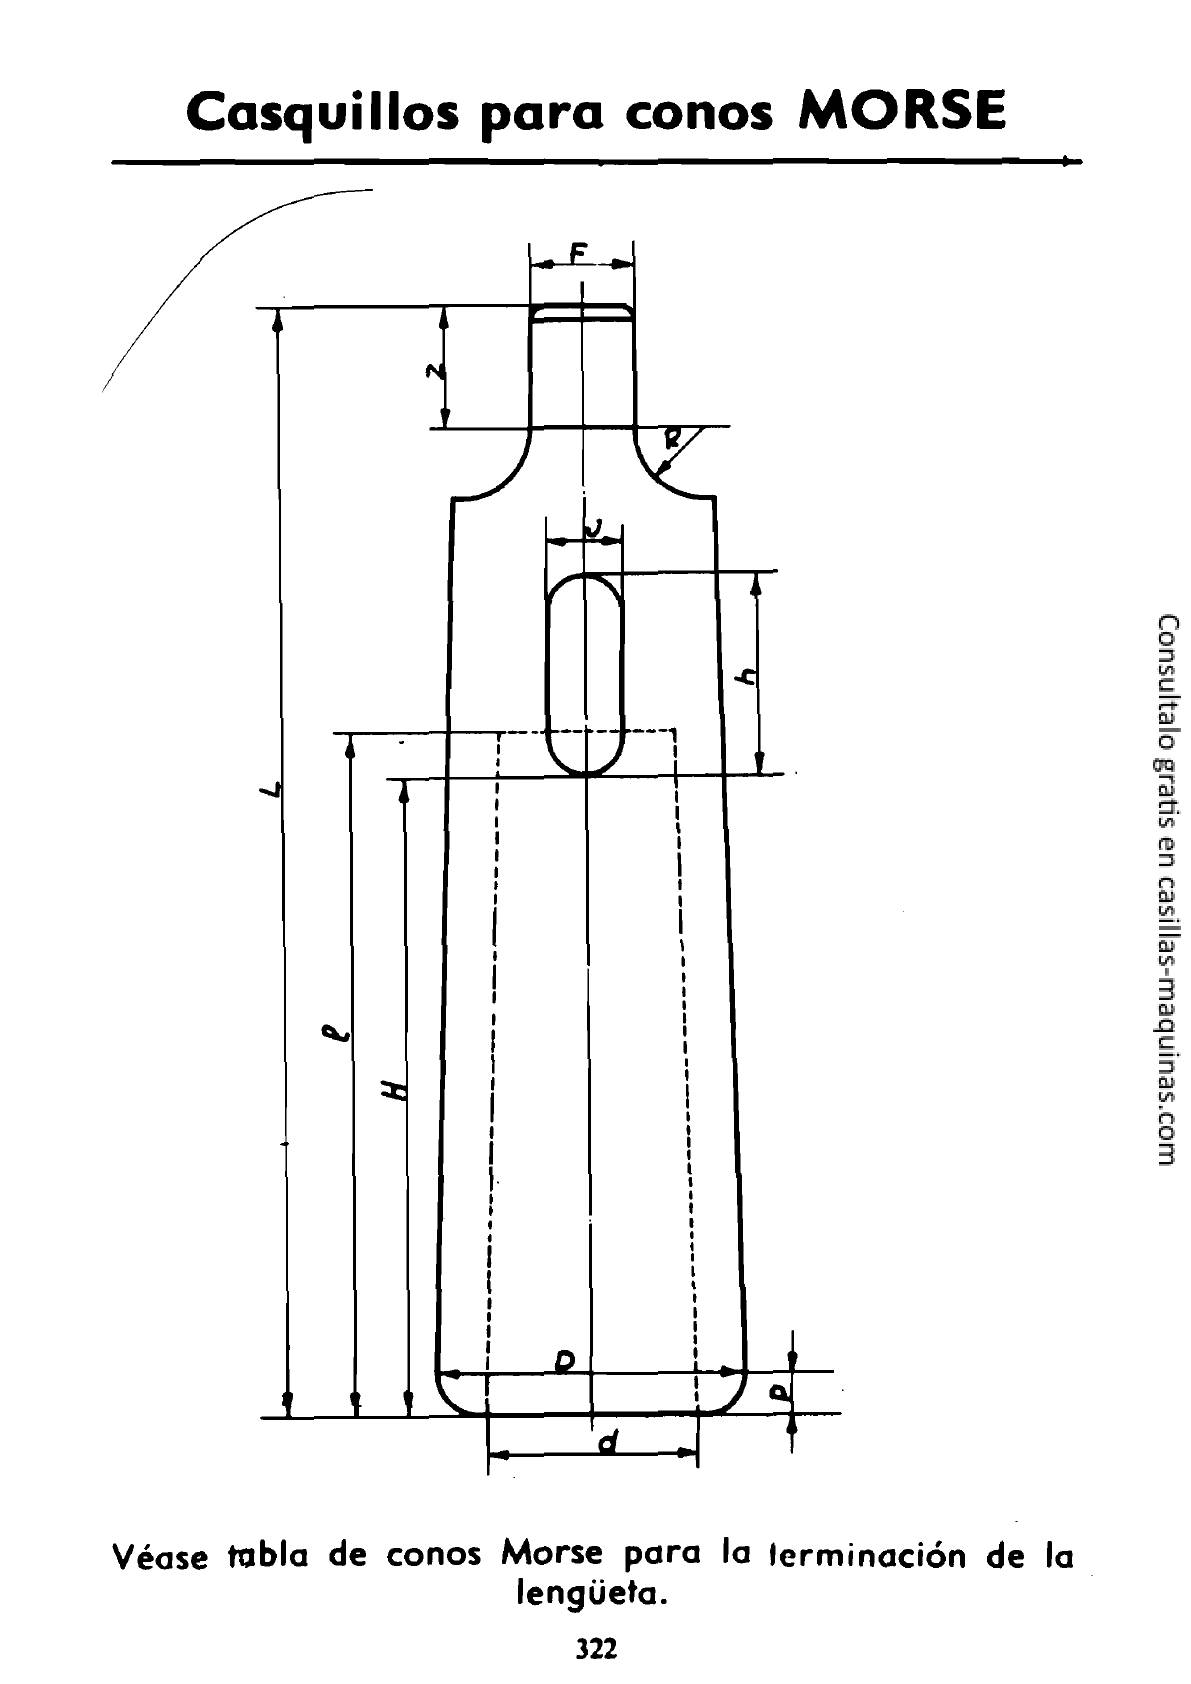 Casquillos para conos MORSE
F
z
R
J
h
L
l
H
D
P
d
Véase tabla de conos Morse para la terminación de la
lengüeta.
322
Consultalo gratis en casillas-maquinas.com